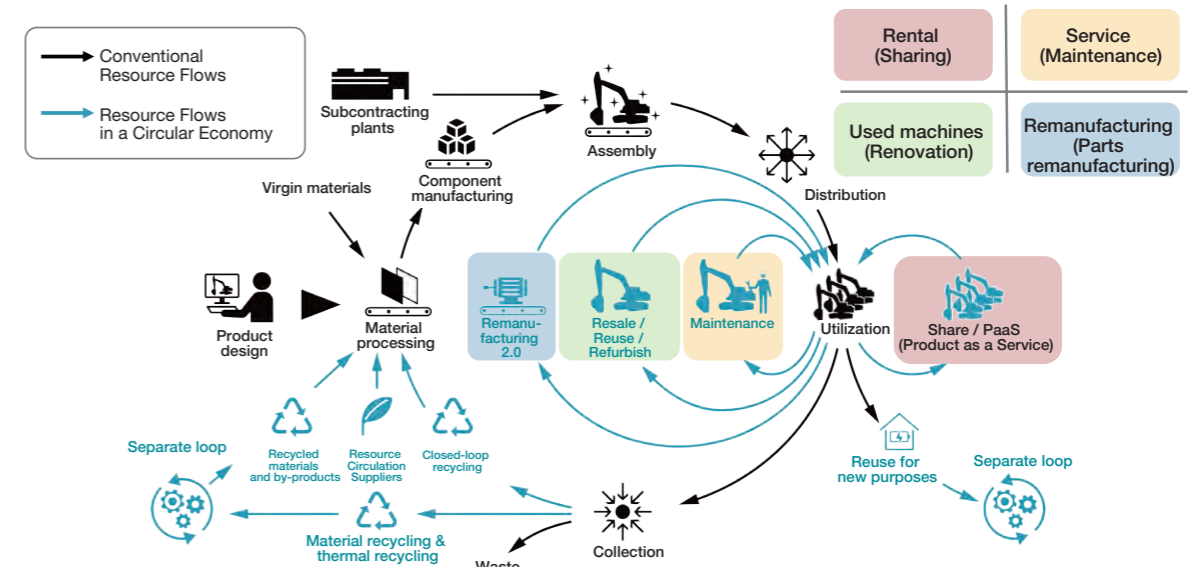 Conventional
Resource Flows
Resource Flows
in a Circular Economy
Rental
(Sharing)
Service
(Maintenance)
Used machines
(Renovation)
Remanufacturing
(Parts
remanufacturing)
Subcontracting
plants
Assembly
Component
manufacturing
Virgin materials
Distribution
Product
design
Material
processing
Remanu-
facturing
2.0
Resale /
Reuse /
Refurbish
Maintenance
Utilization
Share / PaaS
(Product as a Service)
Separate loop
Recycled
materials
and by-products
Resource
Circulation
Suppliers
Closed-loop
recycling
Reuse for
new purposes
Separate loop
Material recycling &
thermal recycling
Collection
Waste